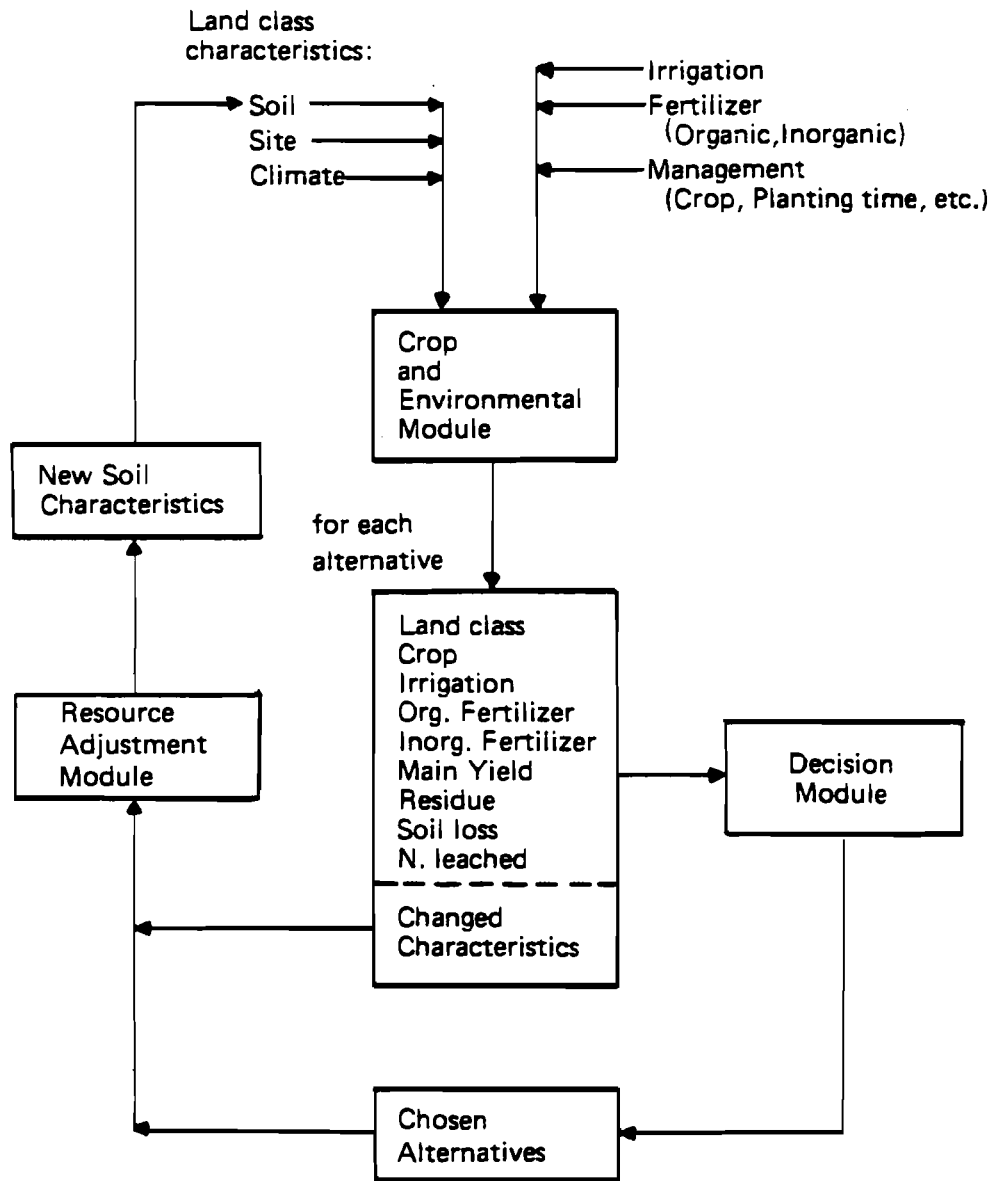 Land class
characteristics:
Soil
Site
Climate
Irrigation
Fertilizer
(Organic,Inorganic)
Management
(Crop, Planting time, etc.)
Crop
and
Environmental
Module
New Soil
Characteristics
for each
alternative
Land class
Crop
Irrigation
Org. Fertilizer
Inorg. Fertilizer
Main Yield
Residue
Soil loss
N. leached
Changed
Characteristics
Resource
Adjustment
Module
Decision
Module
Chosen
Alternatives